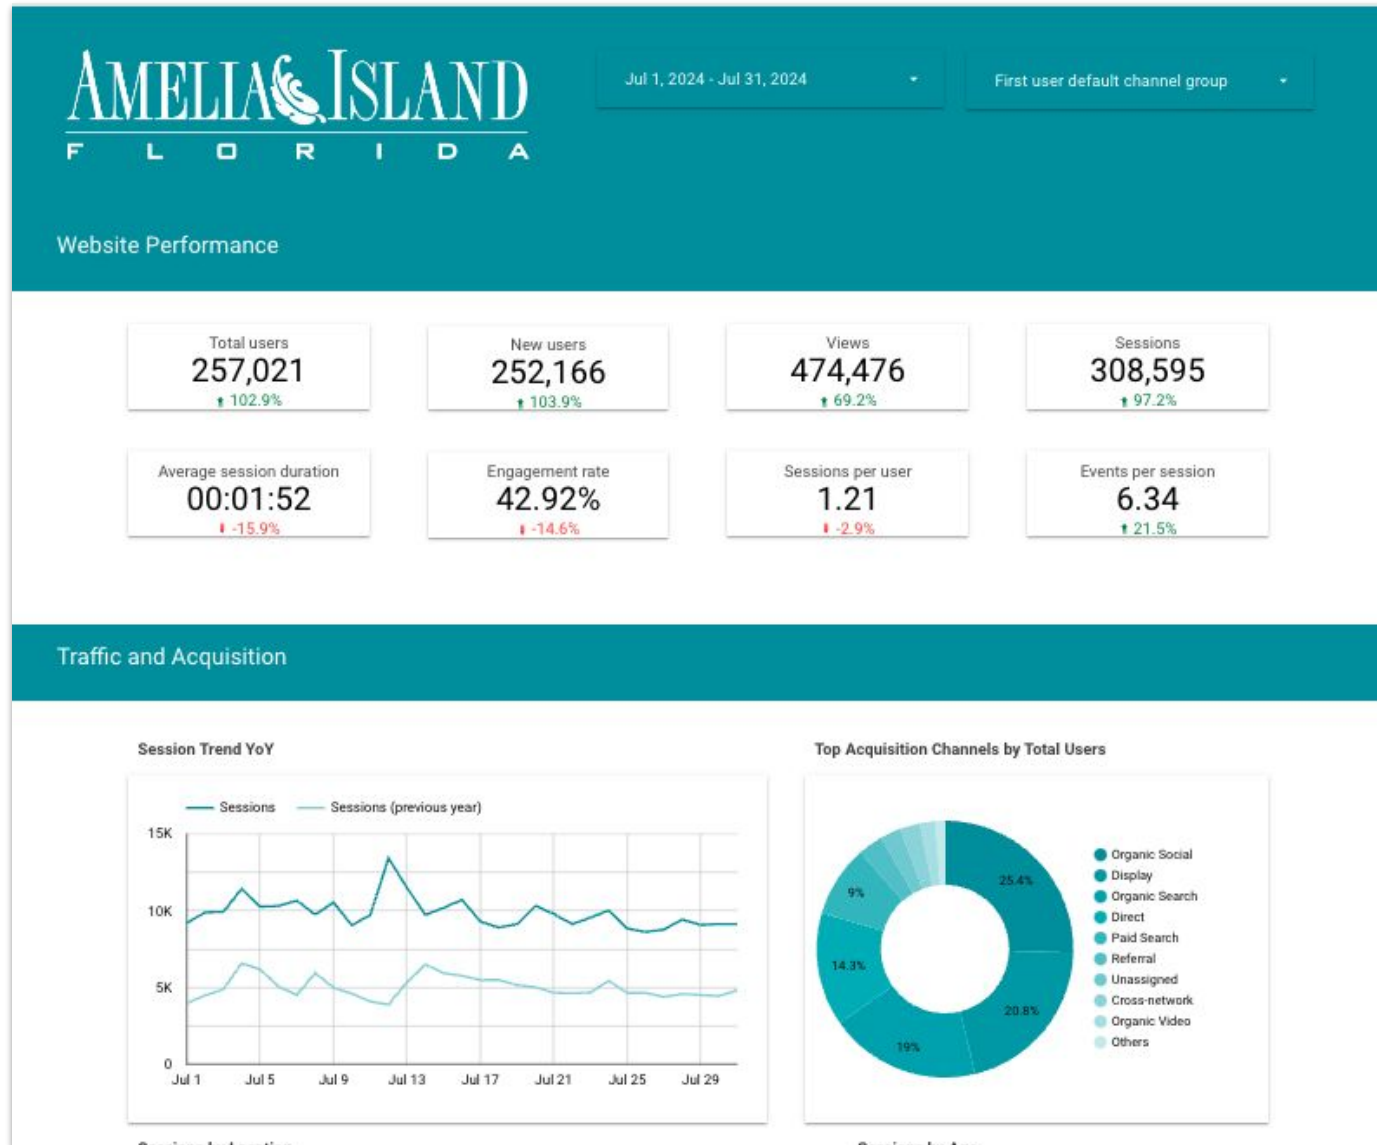 AMELIA ISLAND
FLORIDA
Jul 1, 2024 - Jul 31, 2024
First user default channel group
Website Performance
Total users
257,021
102.9%
New users
252,166
103.9%
Views
474,476
69.2%
Sessions
308,595
97.2%
Average session duration
00:01:52
-15.9%
Engagement rate
42.92%
-14.6%
Sessions per user
1.21
-2.9%
Events per session
6.34
21.5%
Traffic and Acquisition
Session Trend YoY
Sessions Sessions (previous year)
15K
10K
5K
0
Jul 1 Jul 5 Jul 9 Jul 13 Jul 17 Jul 21 Jul 25 Jul 29
Top Acquisition Channels by Total Users
25.4%
20.8%
19%
14.3%
9%
Organic Social
Display
Organic Search
Direct
Paid Search
Referral
Unassigned
Cross-network
Organic Video
Others